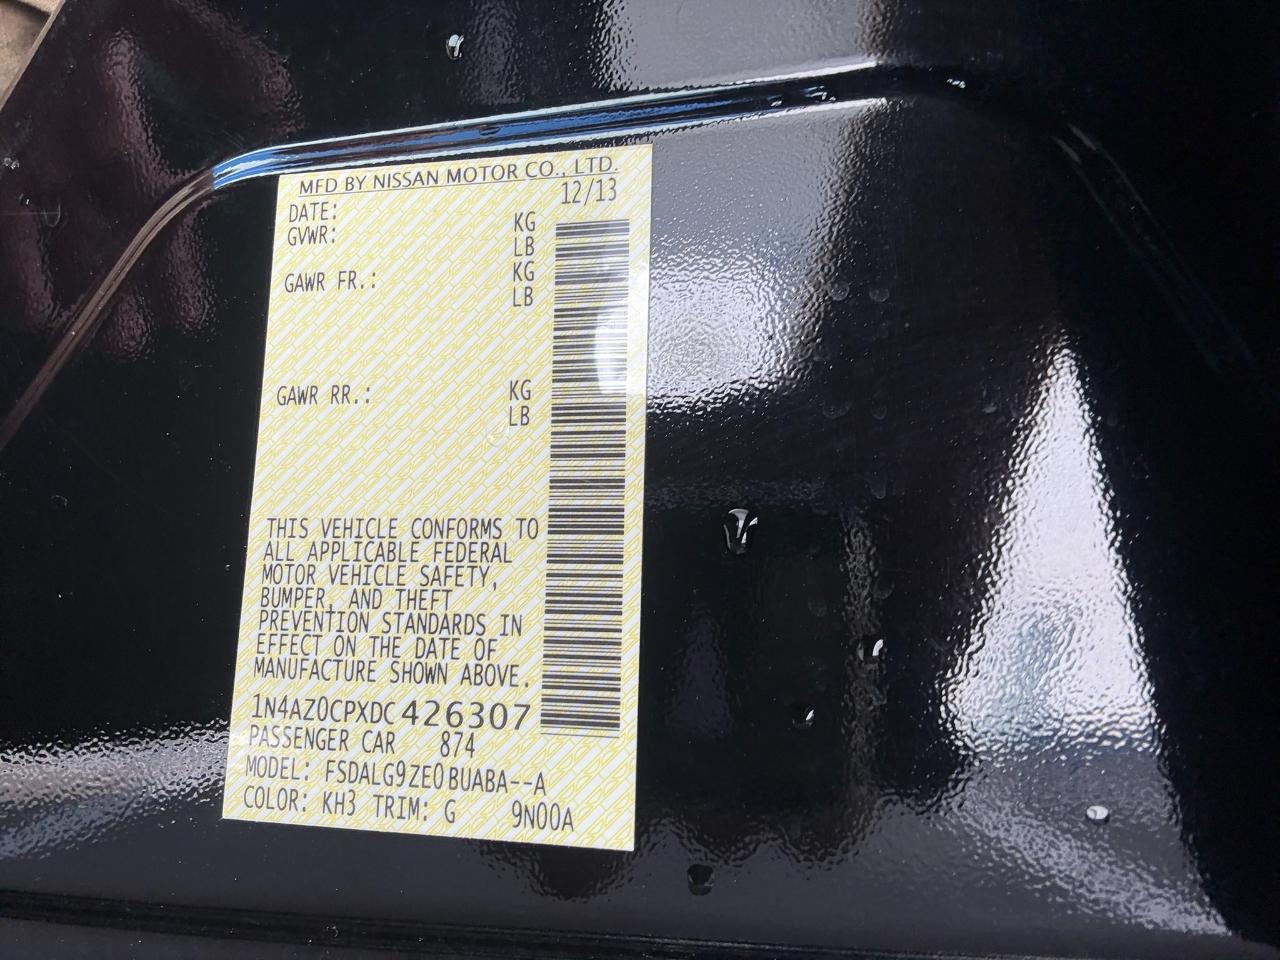 MFD BY NISSAN MOTOR CO., LTD.
DATE: 12/13
GVWR: KG
LB
GAWR FR.: KG
LB
GAWR RR.: KG
LB
THIS VEHICLE CONFORMS TO
ALL APPLICABLE FEDERAL
MOTOR VEHICLE SAFETY,
BUMPER, AND THEFT
PREVENTION STANDARDS IN
EFFECT ON THE DATE OF
MANUFACTURE SHOWN ABOVE.
1N4AZ0CPXDC426307
PASSENGER CAR 874
MODEL: FSDALG9ZE0BUABA--A
COLOR: KH3 TRIM: G 9N00A